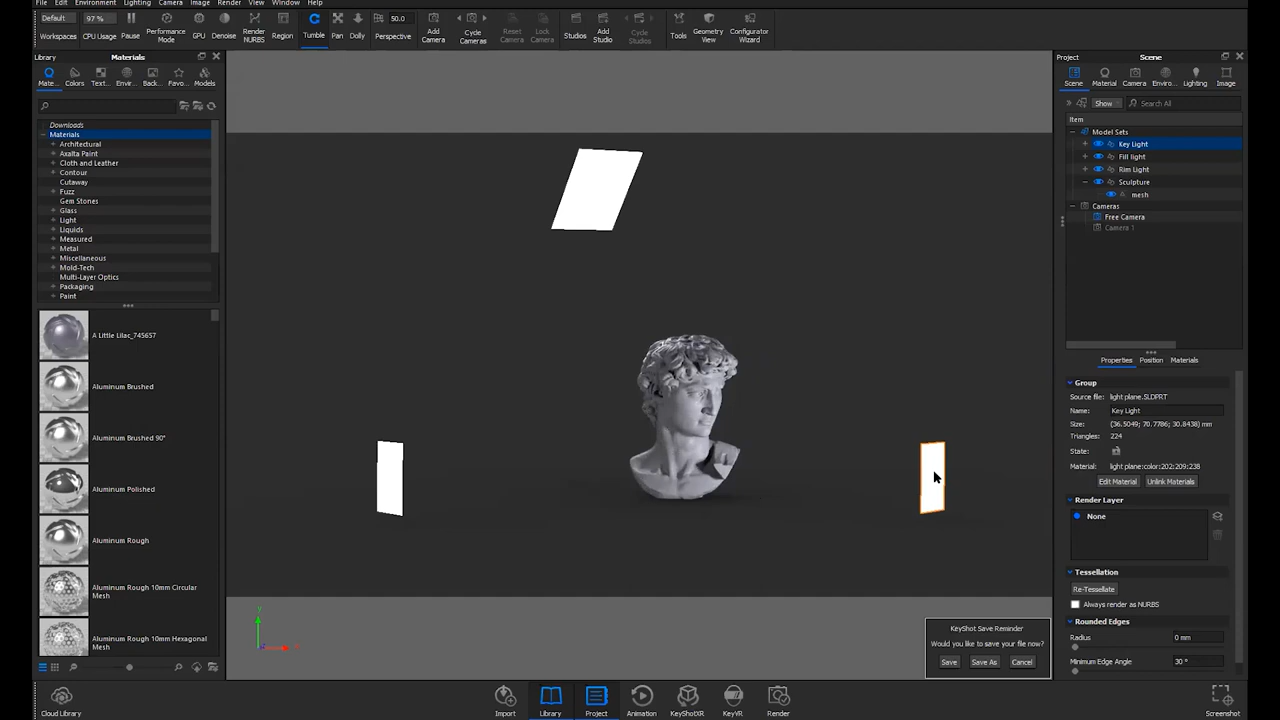 File Edit Environment Lighting Camera Image Render View Window Help
Default 97 % 50.0
Workspaces CPU Usage Pause Performance Mode GPU Denoise Render NURBS Region Tumble Pan Dolly Perspective Add Camera Cycle Cameras Reset Camera Lock Camera Studios Add Studio Cycle Studios Tools Geometry View Configurator Wizard
Library Materials
Mate... Colors Text... Envir... Back... Favo... Models
Downloads
Materials
Architectural
Axalta Paint
Cloth and Leather
Contour
Cutaway
Fuzz
Gem Stones
Glass
Light
Liquids
Measured
Metal
Miscellaneous
Mold-Tech
Multi-Layer Optics
Packaging
Paint
A Little Lilac_745657
Aluminum Brushed
Aluminum Brushed 90°
Aluminum Polished
Aluminum Rough
Aluminum Rough 10mm Circular
Mesh
Aluminum Rough 10mm Hexagonal
Mesh
KeyShot Save Reminder
Would you like to save your file now?
Save Save As Cancel
Project Scene
Scene Material Camera Enviro... Lighting Image
Show Search All
Item
Model Sets
Key Light
Fill light
Rim Light
Sculpture
mesh
Cameras
Free Camera
Camera 1
Properties Position Materials
Group
Source file: light plane.SLDPRT
Name: Key Light
Size: (36.5049; 70.7786; 30.8438) mm
Triangles: 224
State:
Material: light plane:color:202:209:238
Edit Material Unlink Materials
Render Layer
None
Tessellation
Re-Tessellate
Always render as NURBS
Rounded Edges
Radius 0 mm
Minimum Edge Angle 30 °
Cloud Library Import Library Project Animation KeyShotXR KeyVR Render Screenshot